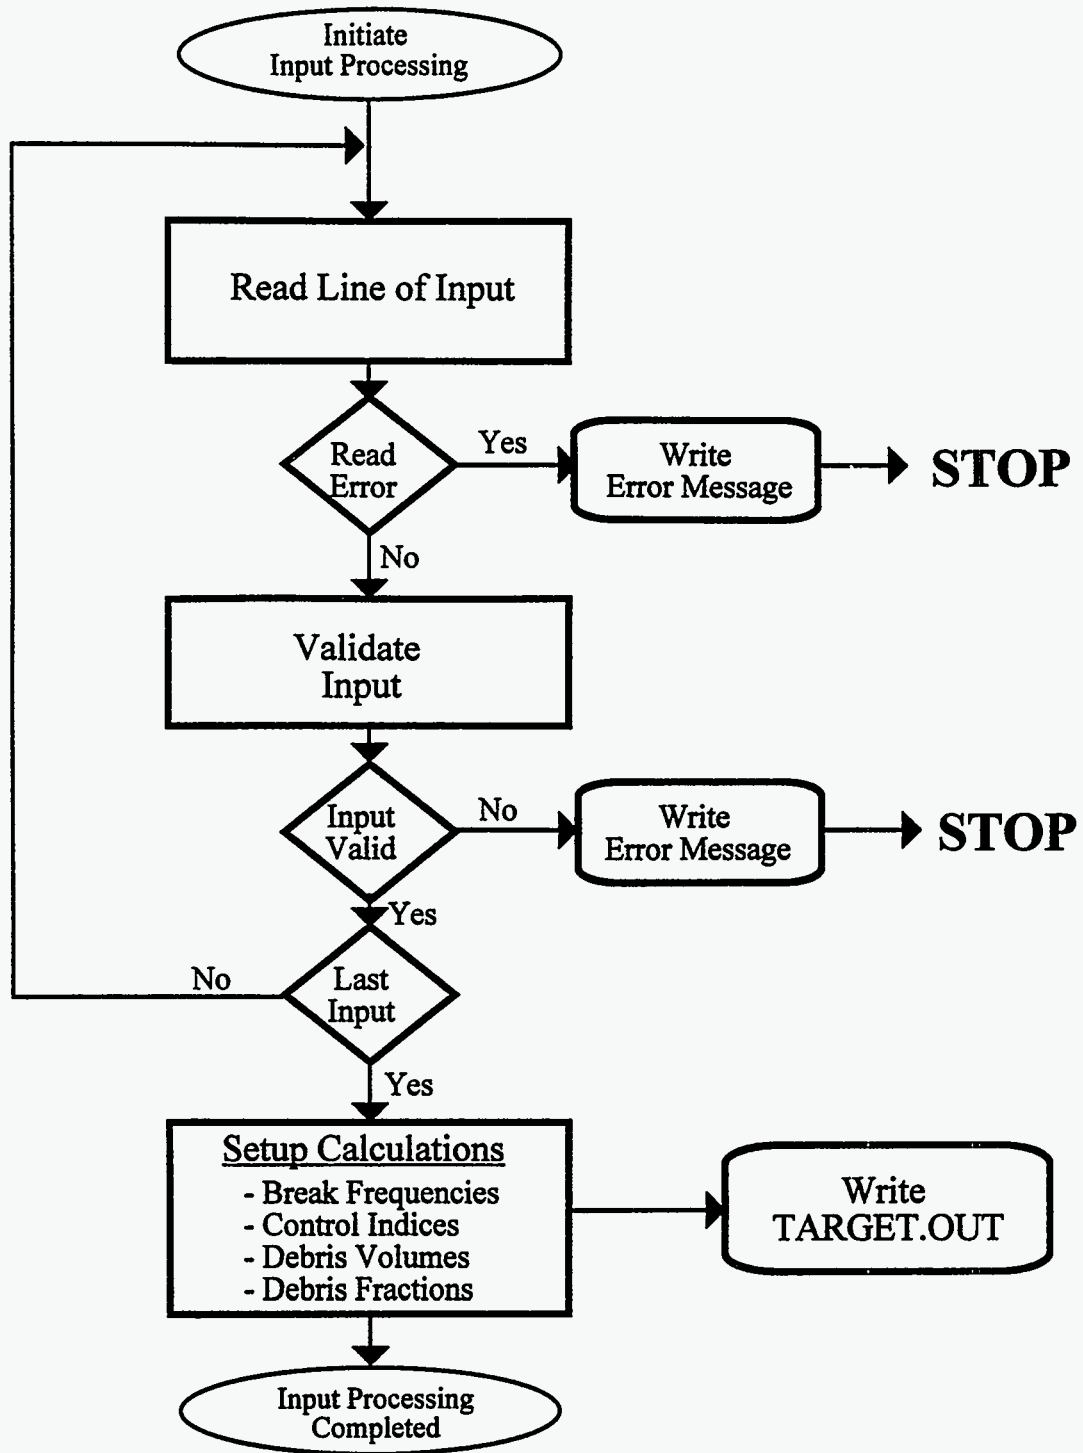 Initiate
Input Processing
Read Line of Input
Read
Error
Yes
Write
Error Message
STOP
No
Validate
Input
Input
Valid
No
Write
Error Message
STOP
Yes
Last
Input
No
Yes
Setup Calculations
- Break Frequencies
- Control Indices
- Debris Volumes
- Debris Fractions
Write
TARGET.OUT
Input Processing
Completed